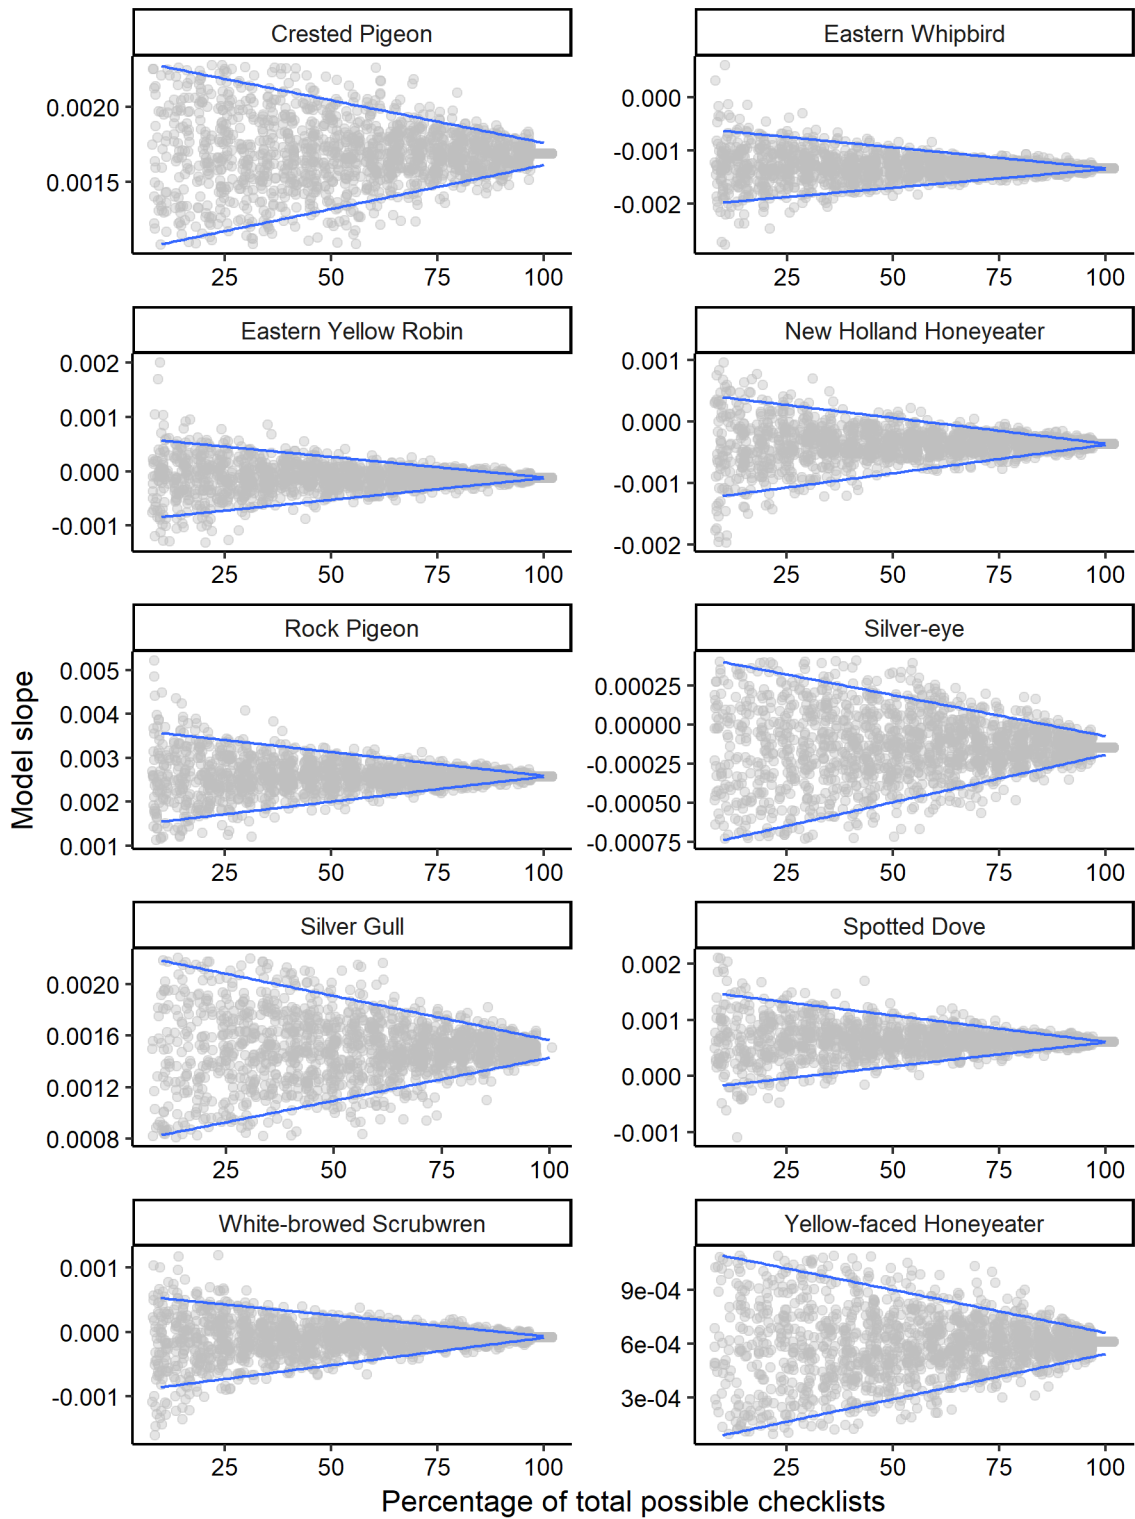 Crested Pigeon
0.0020
0.0015
25 50 75 100
Eastern Whipbird
0.000
-0.001
-0.002
25 50 75 100
Eastern Yellow Robin
0.002
0.001
0.000
-0.001
25 50 75 100
New Holland Honeyeater
0.001
0.000
-0.001
-0.002
25 50 75 100
Rock Pigeon
0.005
0.004
0.003
0.002
0.001
25 50 75 100
Silver-eye
0.00025
0.00000
-0.00025
-0.00050
-0.00075
25 50 75 100
Silver Gull
0.0020
0.0016
0.0012
0.0008
25 50 75 100
Spotted Dove
0.002
0.001
0.000
-0.001
25 50 75 100
White-browed Scrubwren
0.001
0.000
-0.001
25 50 75 100
Yellow-faced Honeyeater
9e-04
6e-04
3e-04
25 50 75 100
Model slope
Percentage of total possible checklists